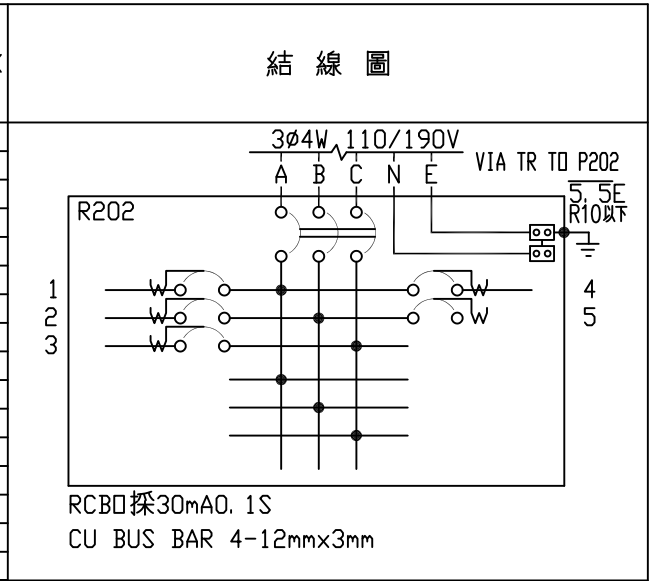 結線圖
3ø4W 110/190V
VIA TR TO P202
A B C N E
5.5E
R10以下
R202
1
2
3
4
5
RCBO採30mA0.1S
CU BUS BAR 4-12mmx3mm